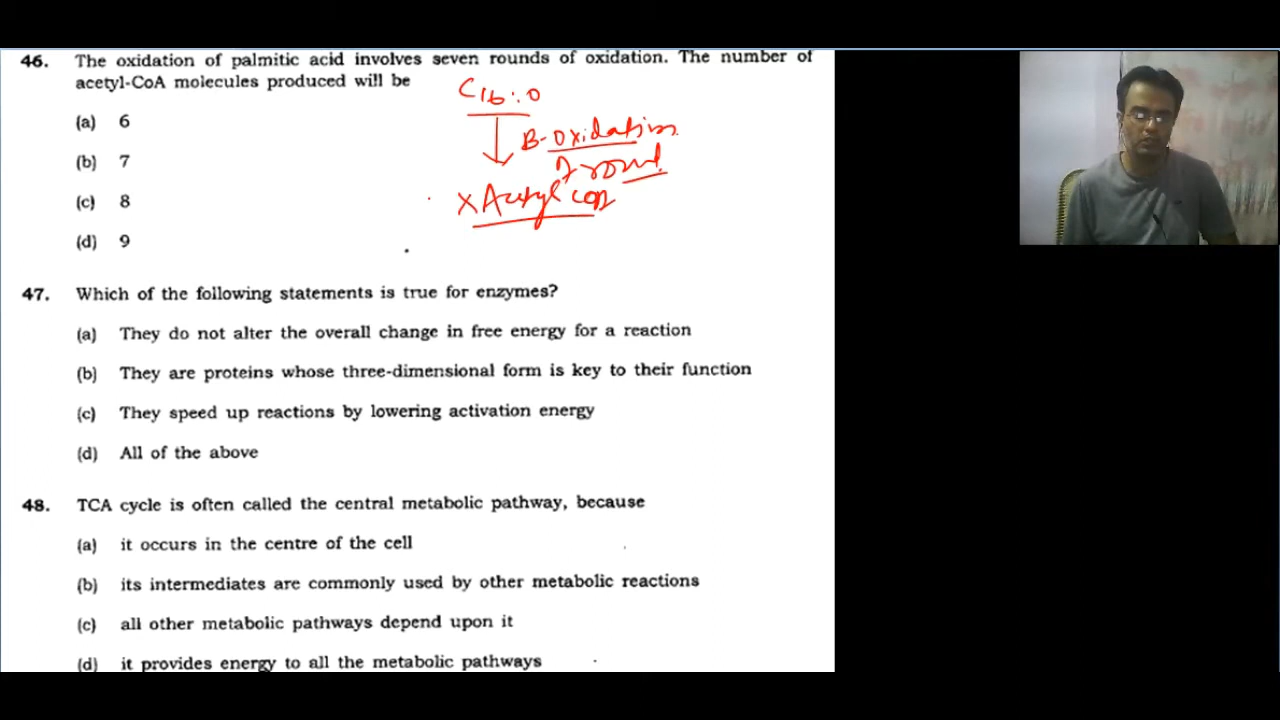 46. The oxidation of palmitic acid involves seven rounds of oxidation. The number of
acetyl-CoA molecules produced will be
C16:0
(a) 6
B-Oxidation
(b) 7
7 round
(c) 8
X Acetyl coA
(d) 9
47. Which of the following statements is true for enzymes?
(a) They do not alter the overall change in free energy for a reaction
(b) They are proteins whose three-dimensional form is key to their function
(c) They speed up reactions by lowering activation energy
(d) All of the above
48. TCA cycle is often called the central metabolic pathway, because
(a) it occurs in the centre of the cell
(b) its intermediates are commonly used by other metabolic reactions
(c) all other metabolic pathways depend upon it
(d) it provides energy to all the metabolic pathways